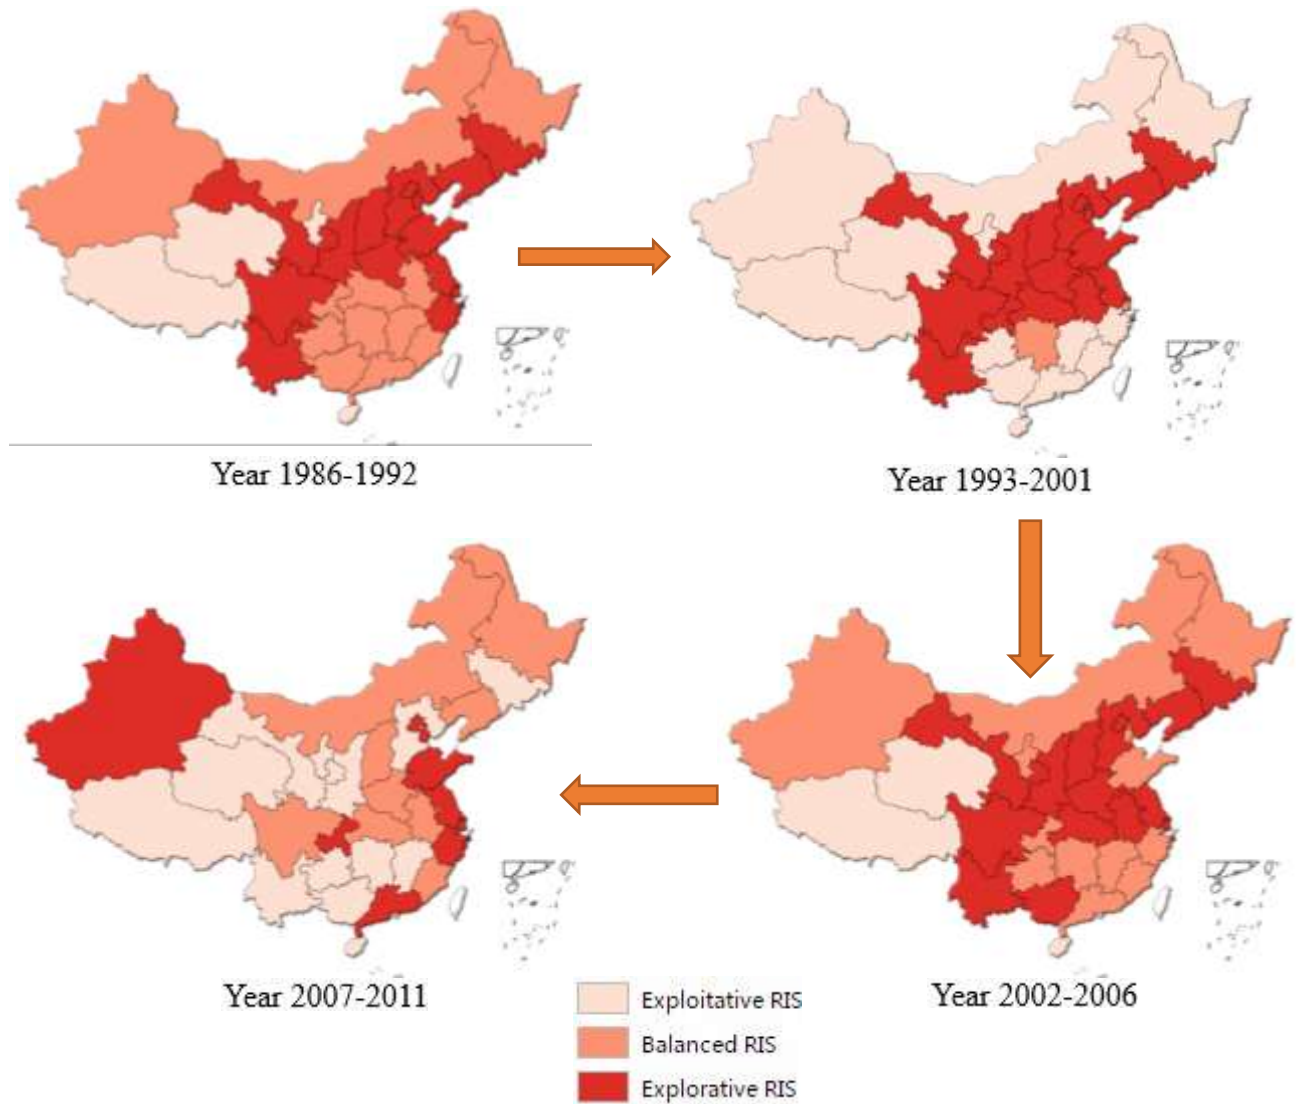 Year 1986-1992
Year 1993-2001
Year 2007-2011
Year 2002-2006
Exploitative RIS
Balanced RIS
Explorative RIS